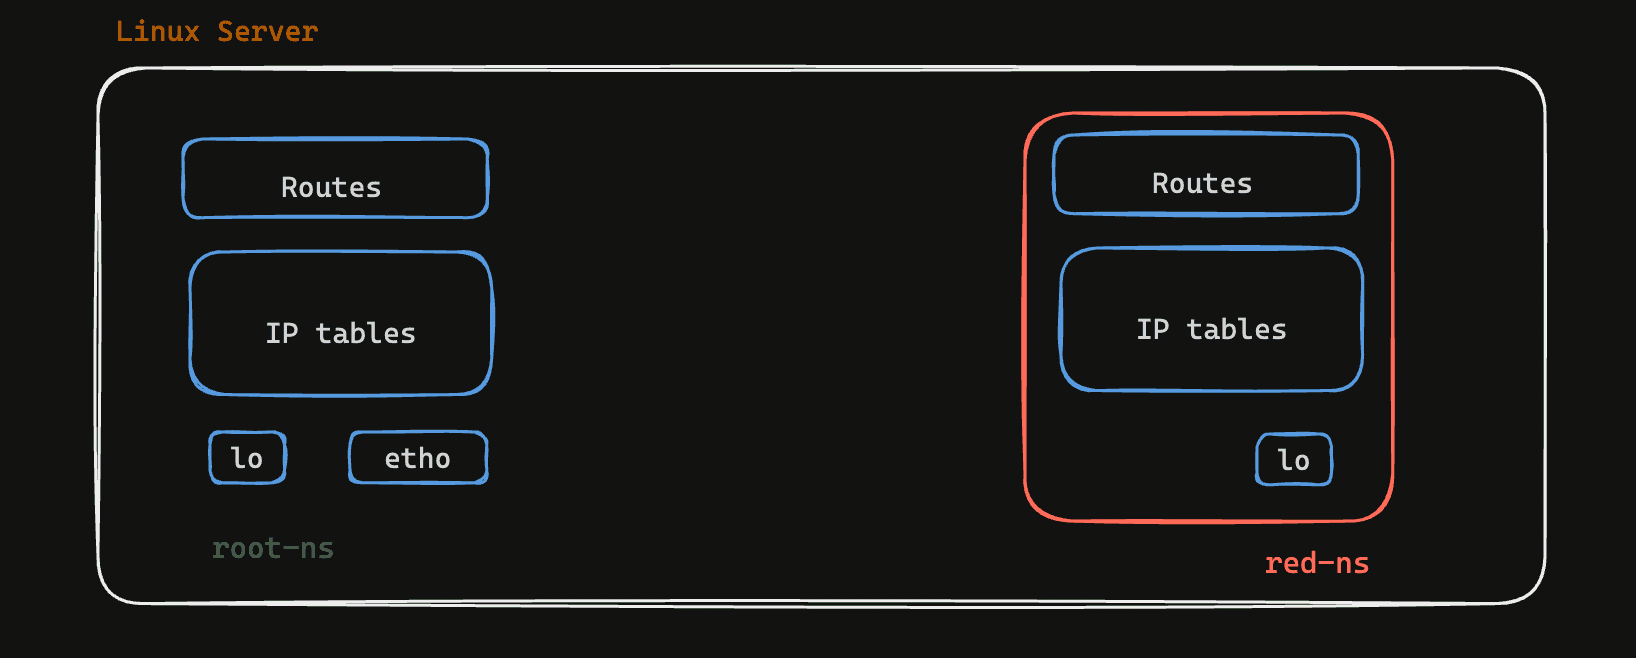 Linux Server
Routes
IP tables
lo
etho
root-ns
Routes
IP tables
lo
red-ns